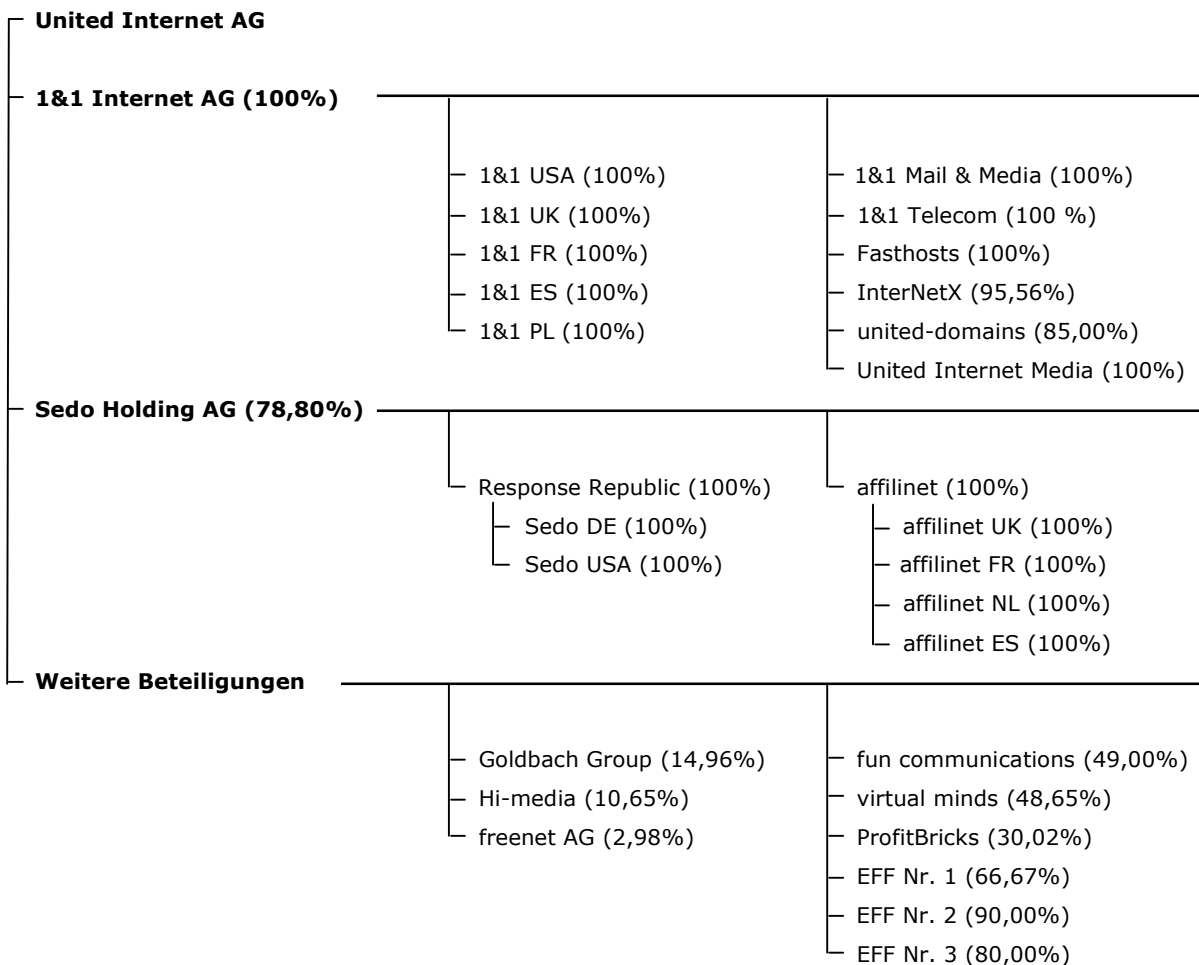 United Internet AG
1&1 Internet AG (100%)
1&1 USA (100%)
1&1 UK (100%)
1&1 FR (100%)
1&1 ES (100%)
1&1 PL (100%)
1&1 Mail & Media (100%)
1&1 Telecom (100 %)
Fasthosts (100%)
InterNetX (95,56%)
united-domains (85,00%)
United Internet Media (100%)
Sedo Holding AG (78,80%)
Response Republic (100%)
Sedo DE (100%)
Sedo USA (100%)
affilinet (100%)
affilinet UK (100%)
affilinet FR (100%)
affilinet NL (100%)
affilinet ES (100%)
Weitere Beteiligungen
Goldbach Group (14,96%)
Hi-media (10,65%)
freenet AG (2,98%)
fun communications (49,00%)
virtual minds (48,65%)
ProfitBricks (30,02%)
EFF Nr. 1 (66,67%)
EFF Nr. 2 (90,00%)
EFF Nr. 3 (80,00%)